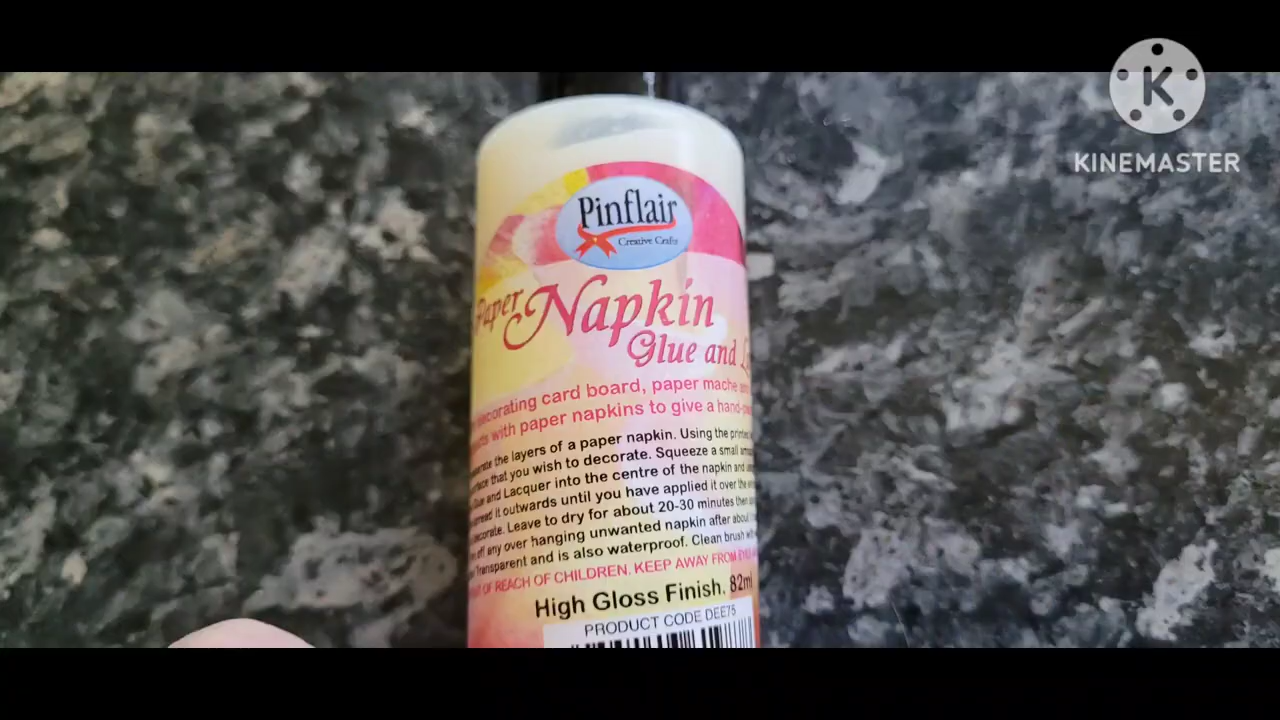 KINEMASTER
Pinflair
Creative Crafts
Paper Napkin
Glue and
decorating card board, paper mache
with paper napkins to give a hand-
the layers of a paper napkin. Using the printed
that you wish to decorate. Squeeze a small
Glue and Lacquer into the centre of the napkin and
spread it outwards until you have applied it over the
decorate. Leave to dry for about 20-30 minutes then
off any over hanging unwanted napkin after about
Transparent and is also waterproof. Clean brush with
OF REACH OF CHILDREN. KEEP AWAY FROM EYES
High Gloss Finish. 82ml
PRODUCT CODE DEE75